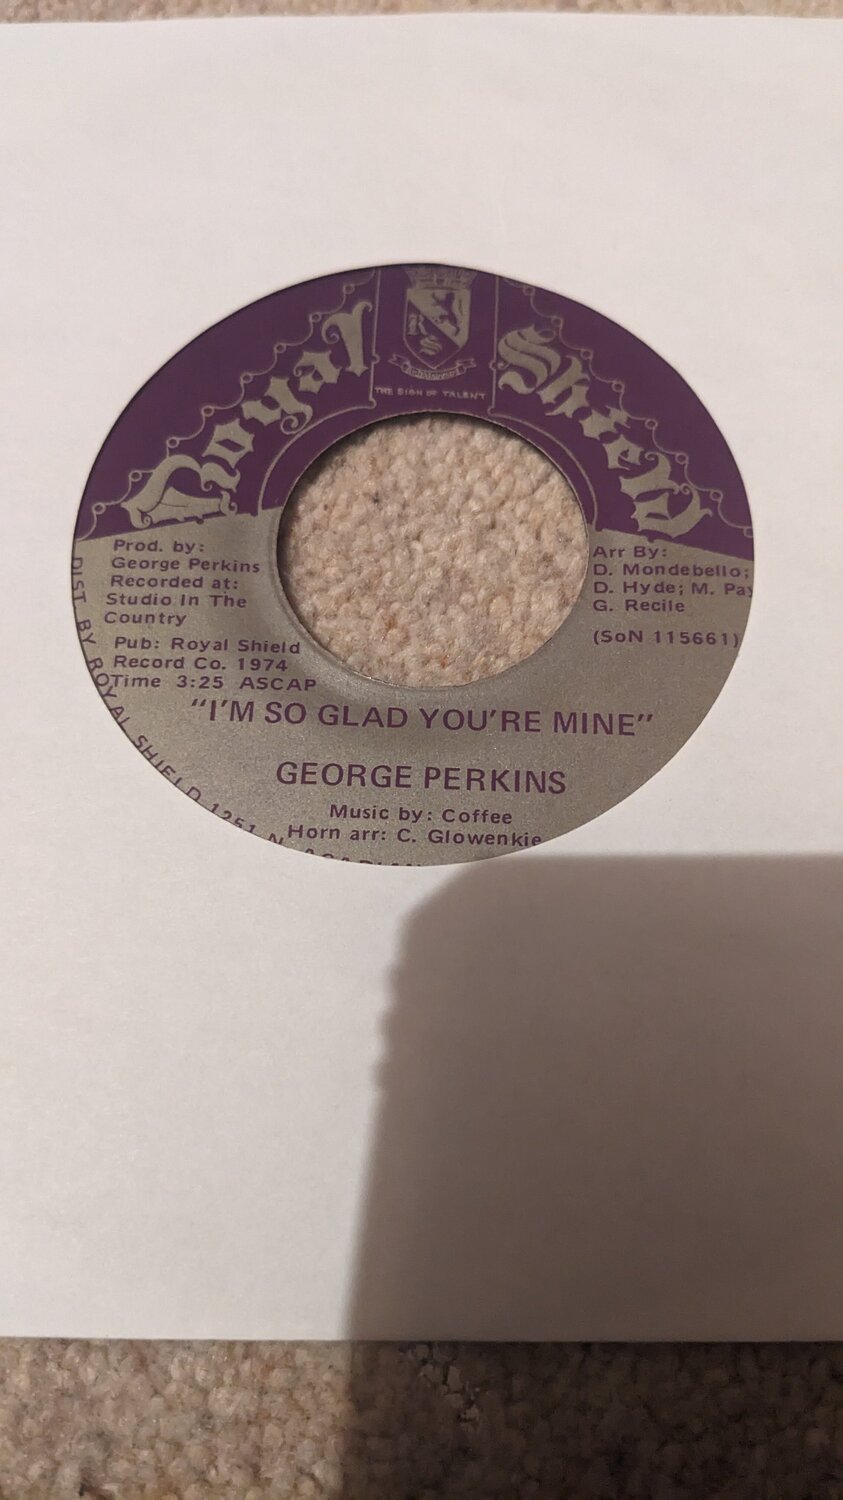 Royal Shield
R
S
THE SIGN OF TALENT
Prod. by:
George Perkins
Recorded at:
Studio In The
Country
Pub: Royal Shield
Record Co. 1974
Time 3:25 ASCAP
Arr By:
D. Mondebello;
D. Hyde; M. Pay
G. Recile
(SoN 115661)
"I'M SO GLAD YOU'RE MINE"
GEORGE PERKINS
Music by: Coffee
Horn arr: C. Glowenkie
DIST. BY ROYAL SHIELD 1251 N. ACADIAN